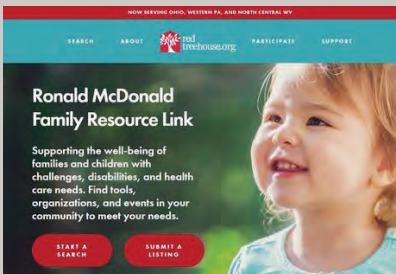 NOW SERVING OHIO, WESTERN PA, AND NORTH CENTRAL WV
SEARCH ABOUT red treehouse.org PARTICIPATE SUPPORT
Ronald McDonald
Family Resource Link
Supporting the well-being of
families and children with
challenges, disabilities, and health
care needs. Find tools,
organizations, and events in your
community to meet your needs.
START A
SEARCH
SUBMIT A
LISTING